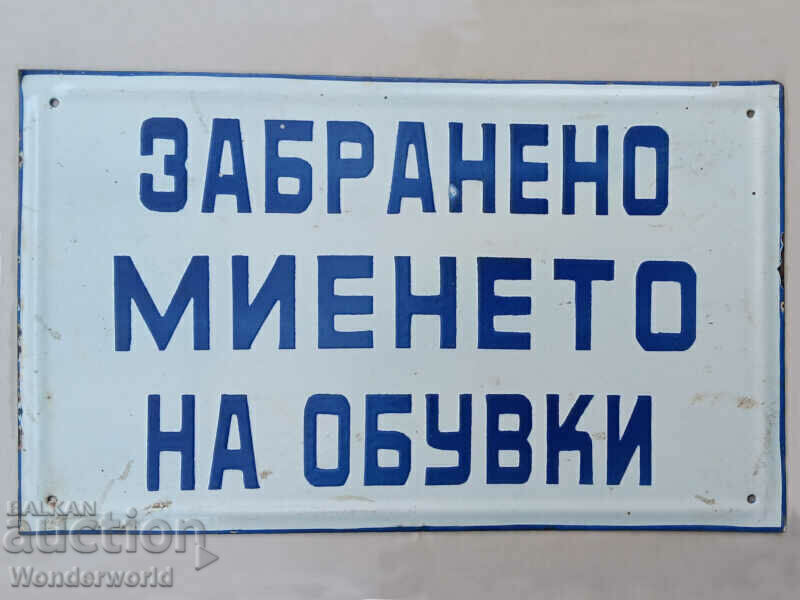 ЗАБРАНЕНО
МИЕНЕТО
НА ОБУВКИ
BALKAN
auction
Wonderworld